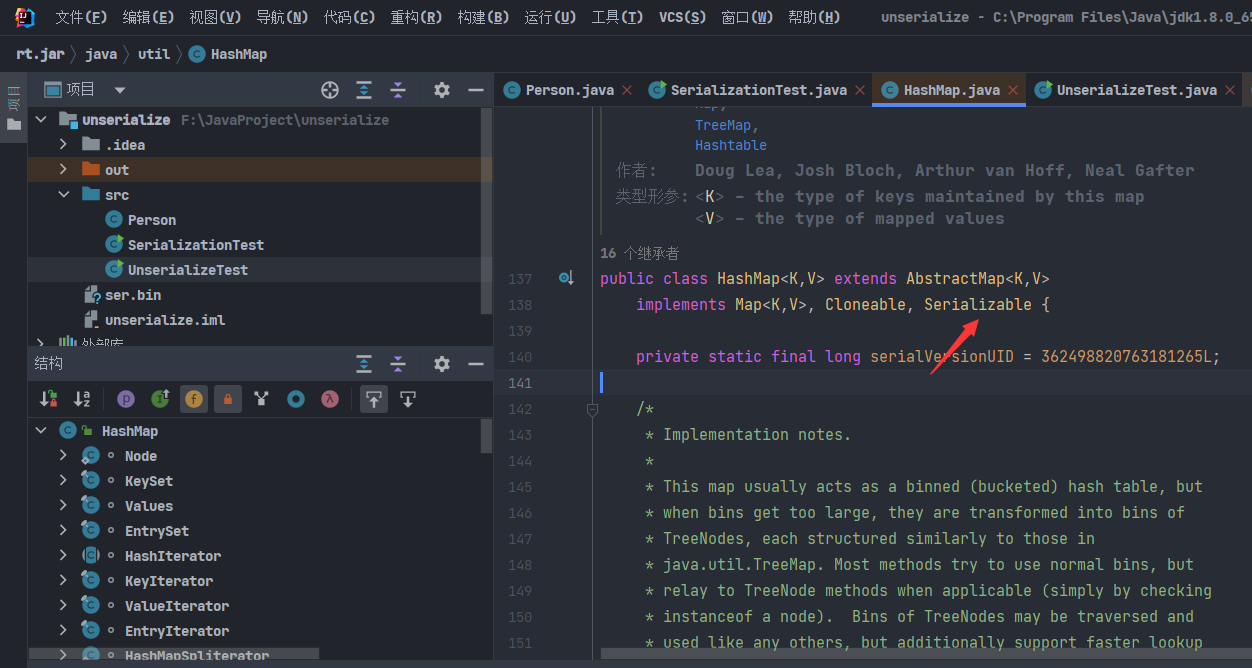 文件(F) 编辑(E) 视图(V) 导航(N) 代码(C) 重构(R) 构建(B) 运行(U) 工具(T) VCS(S) 窗口(W) 帮助(H) unserialize - C:\Program Files\Java\jdk1.8.0_65
rt.jar java util HashMap
项目
项目
unserialize F:\JavaProject\unserialize
.idea
out
src
Person
SerializationTest
UnserializeTest
ser.bin
unserialize.iml
外部库
结构
HashMap
Node
KeySet
Values
EntrySet
HashIterator
KeyIterator
ValueIterator
EntryIterator
HashMapSpliterator
Person.java SerializationTest.java HashMap.java UnserializeTest.java
Map,
TreeMap,
Hashtable
作者: Doug Lea, Josh Bloch, Arthur van Hoff, Neal Gafter
类型形参: <K> – the type of keys maintained by this map
<V> – the type of mapped values
16 个继承者
137 public class HashMap<K,V> extends AbstractMap<K,V>
138 implements Map<K,V>, Cloneable, Serializable {
139
140 private static final long serialVersionUID = 362498820763181265L;
141
142 /*
143 * Implementation notes.
144 *
145 * This map usually acts as a binned (bucketed) hash table, but
146 * when bins get too large, they are transformed into bins of
147 * TreeNodes, each structured similarly to those in
148 * java.util.TreeMap. Most methods try to use normal bins, but
149 * relay to TreeNode methods when applicable (simply by checking
150 * instanceof a node).  Bins of TreeNodes may be traversed and
151 * used like any others, but additionally support faster lookup